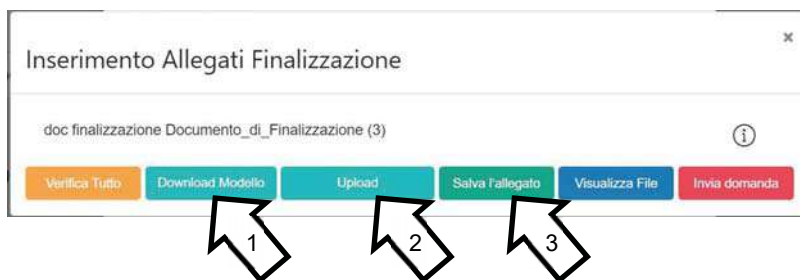 ×
Inserimento Allegati Finalizzazione
doc finalizzazione Documento_di_Finalizzazione (3)
i
Verifica Tutto Download Modello Upload Salva l'allegato Visualizza File Invia domanda
1 2 3